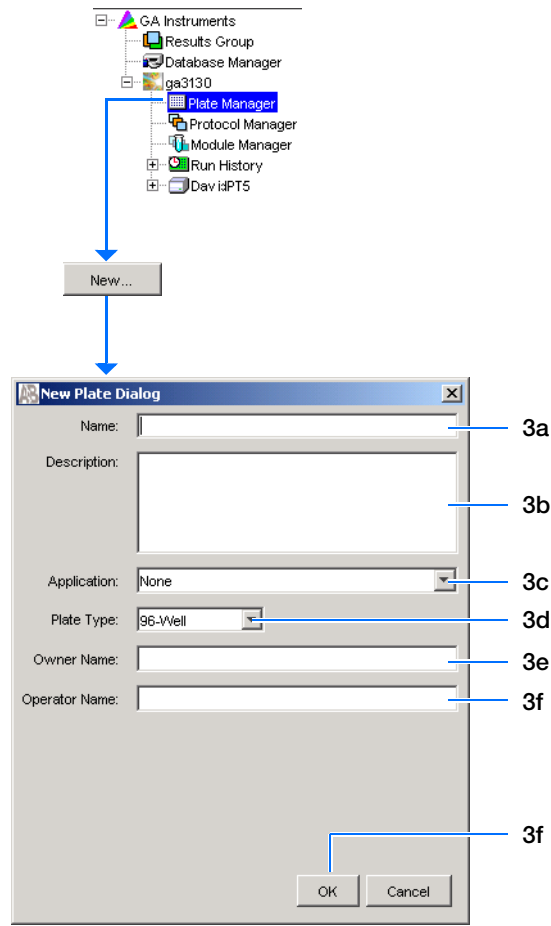 GA Instruments
Results Group
Database Manager
ga3130
Plate Manager
Protocol Manager
Module Manager
Run History
DavidPT5
New...
AB New Plate Dialog
Name: 3a
Description:
3b
Application: None 3c
Plate Type: 96-Well 3d
Owner Name: 3e
Operator Name: 3f
3f
OK Cancel